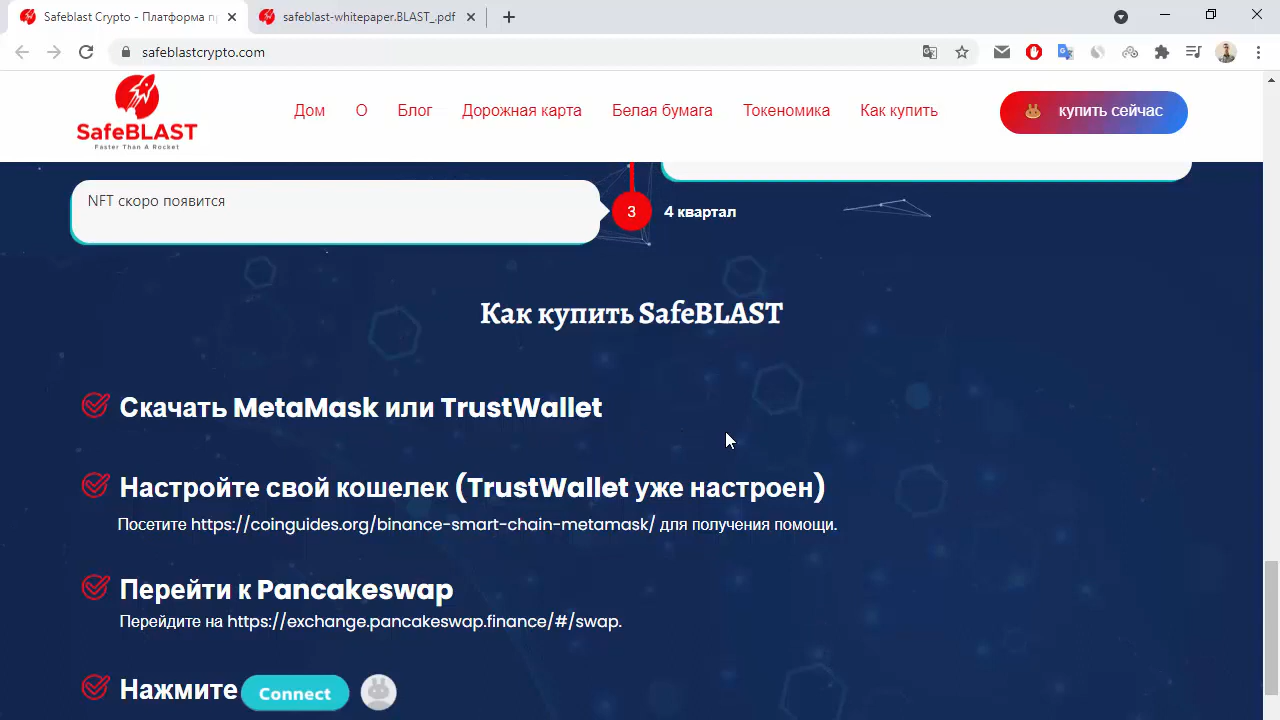 Safeblast Crypto - Платформа п
safeblast-whitepaper.BLAST_.pdf
safeblastcrypto.com
SafeBLAST
Faster Than A Rocket
Дом
О
Блог
Дорожная карта
Белая бумага
Токеномика
Как купить
купить сейчас
NFT скоро появится
3
4 квартал
Как купить SafeBLAST
Скачать MetaMask или TrustWallet
Настройте свой кошелек (TrustWallet уже настроен)
Посетите https://coinguides.org/binance-smart-chain-metamask/ для получения помощи.
Перейти к Pancakeswap
Перейдите на https://exchange.pancakeswap.finance/#/swap.
Нажмите Connect